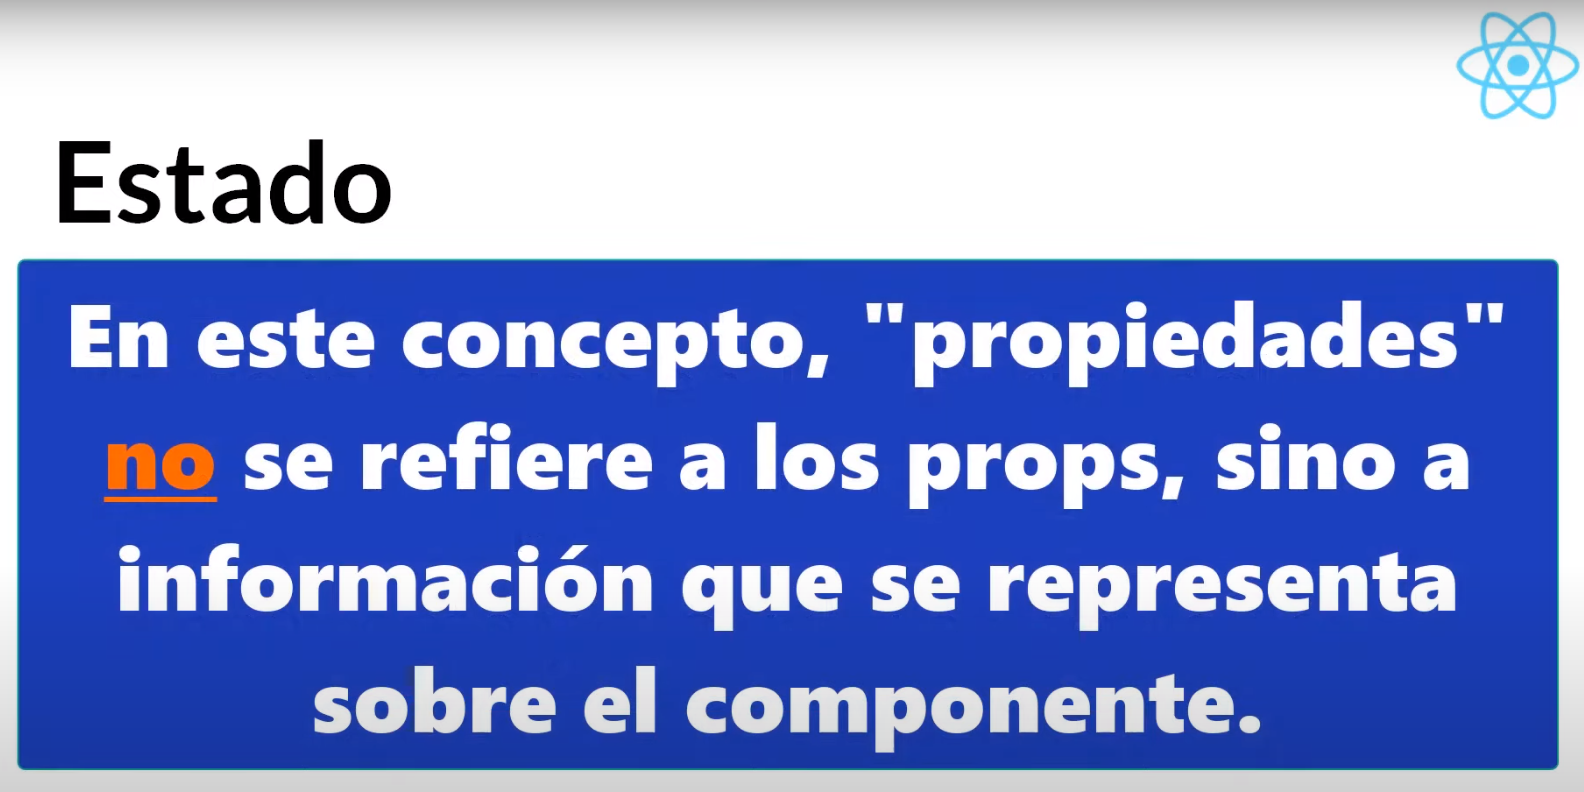 Estado
En este concepto, "propiedades"
no se refiere a los props, sino a
información que se representa
sobre el componente.